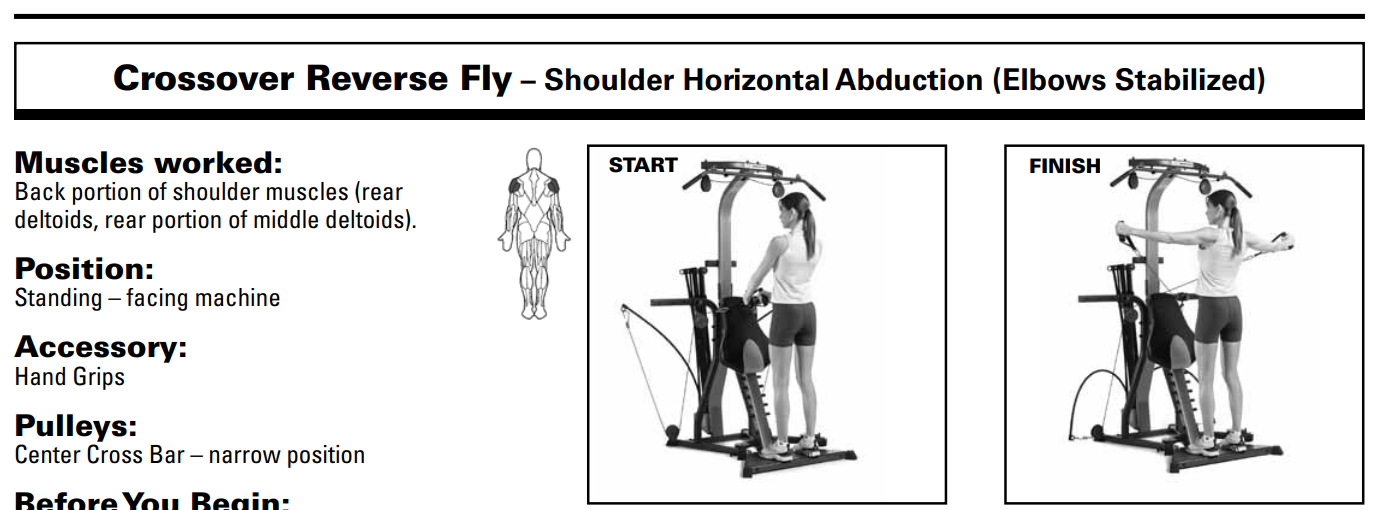 Crossover Reverse Fly – Shoulder Horizontal Abduction (Elbows Stabilized)
Muscles worked:
Back portion of shoulder muscles (rear
deltoids, rear portion of middle deltoids).
Position:
Standing – facing machine
Accessory:
Hand Grips
Pulleys:
Center Cross Bar – narrow position
Before You Begin:
START
FINISH